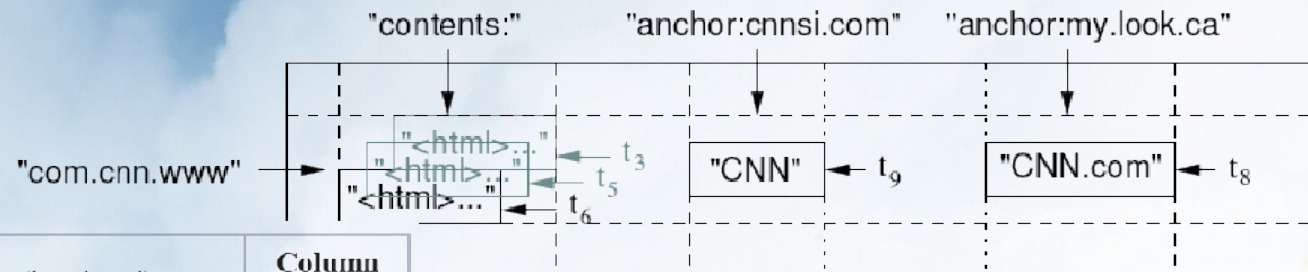 "contents:" "anchor:cnnsi.com" "anchor:my.look.ca"
"<html>..." t3
"com.cnn.www" "<html>..." t5 "CNN" t9 "CNN.com" t8
"<html>..." t6
Column